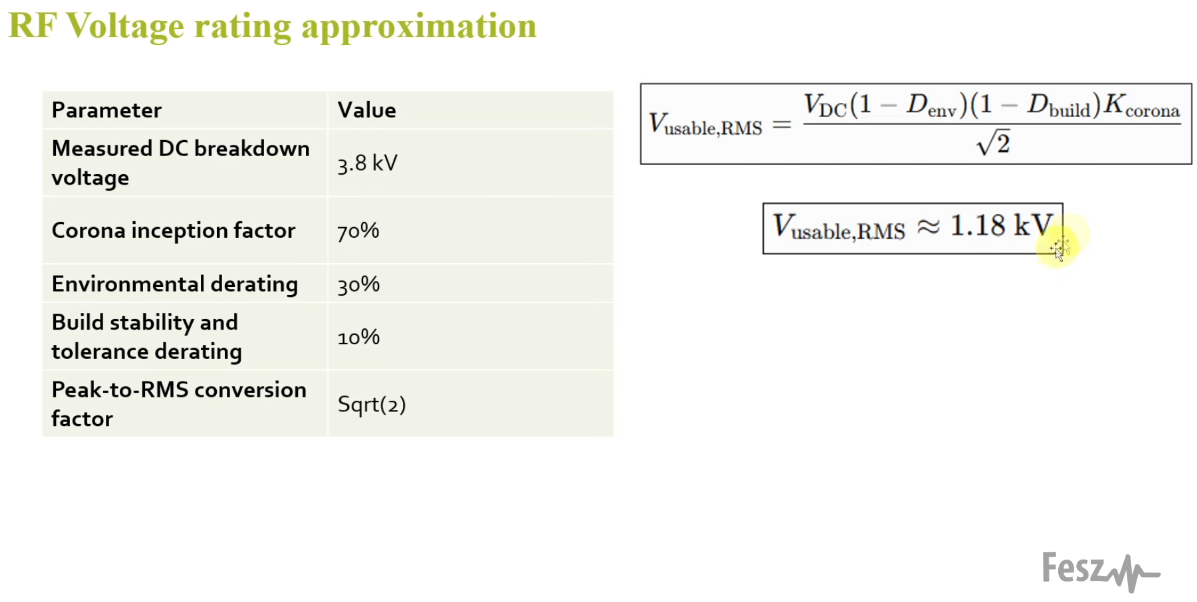 RF Voltage rating approximation
Parameter Value
Measured DC breakdown
voltage
3.8 kV
Corona inception factor 70%
Environmental derating 30%
Build stability and
tolerance derating
10%
Peak-to-RMS conversion
factor
Sqrt(2)
V_usable,RMS = V_DC(1 − D_env)(1 − D_build)K_corona / √2
V_usable,RMS ≈ 1.18 kV
Fesz